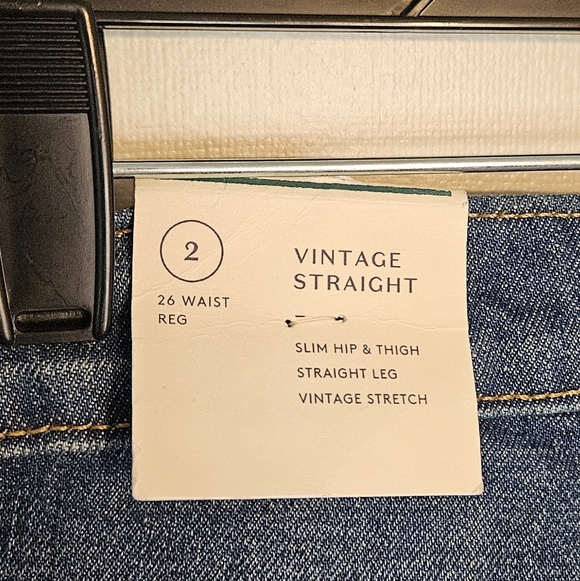 2
26 WAIST
REG
VINTAGE
STRAIGHT
–
SLIM HIP & THIGH
STRAIGHT LEG
VINTAGE STRETCH